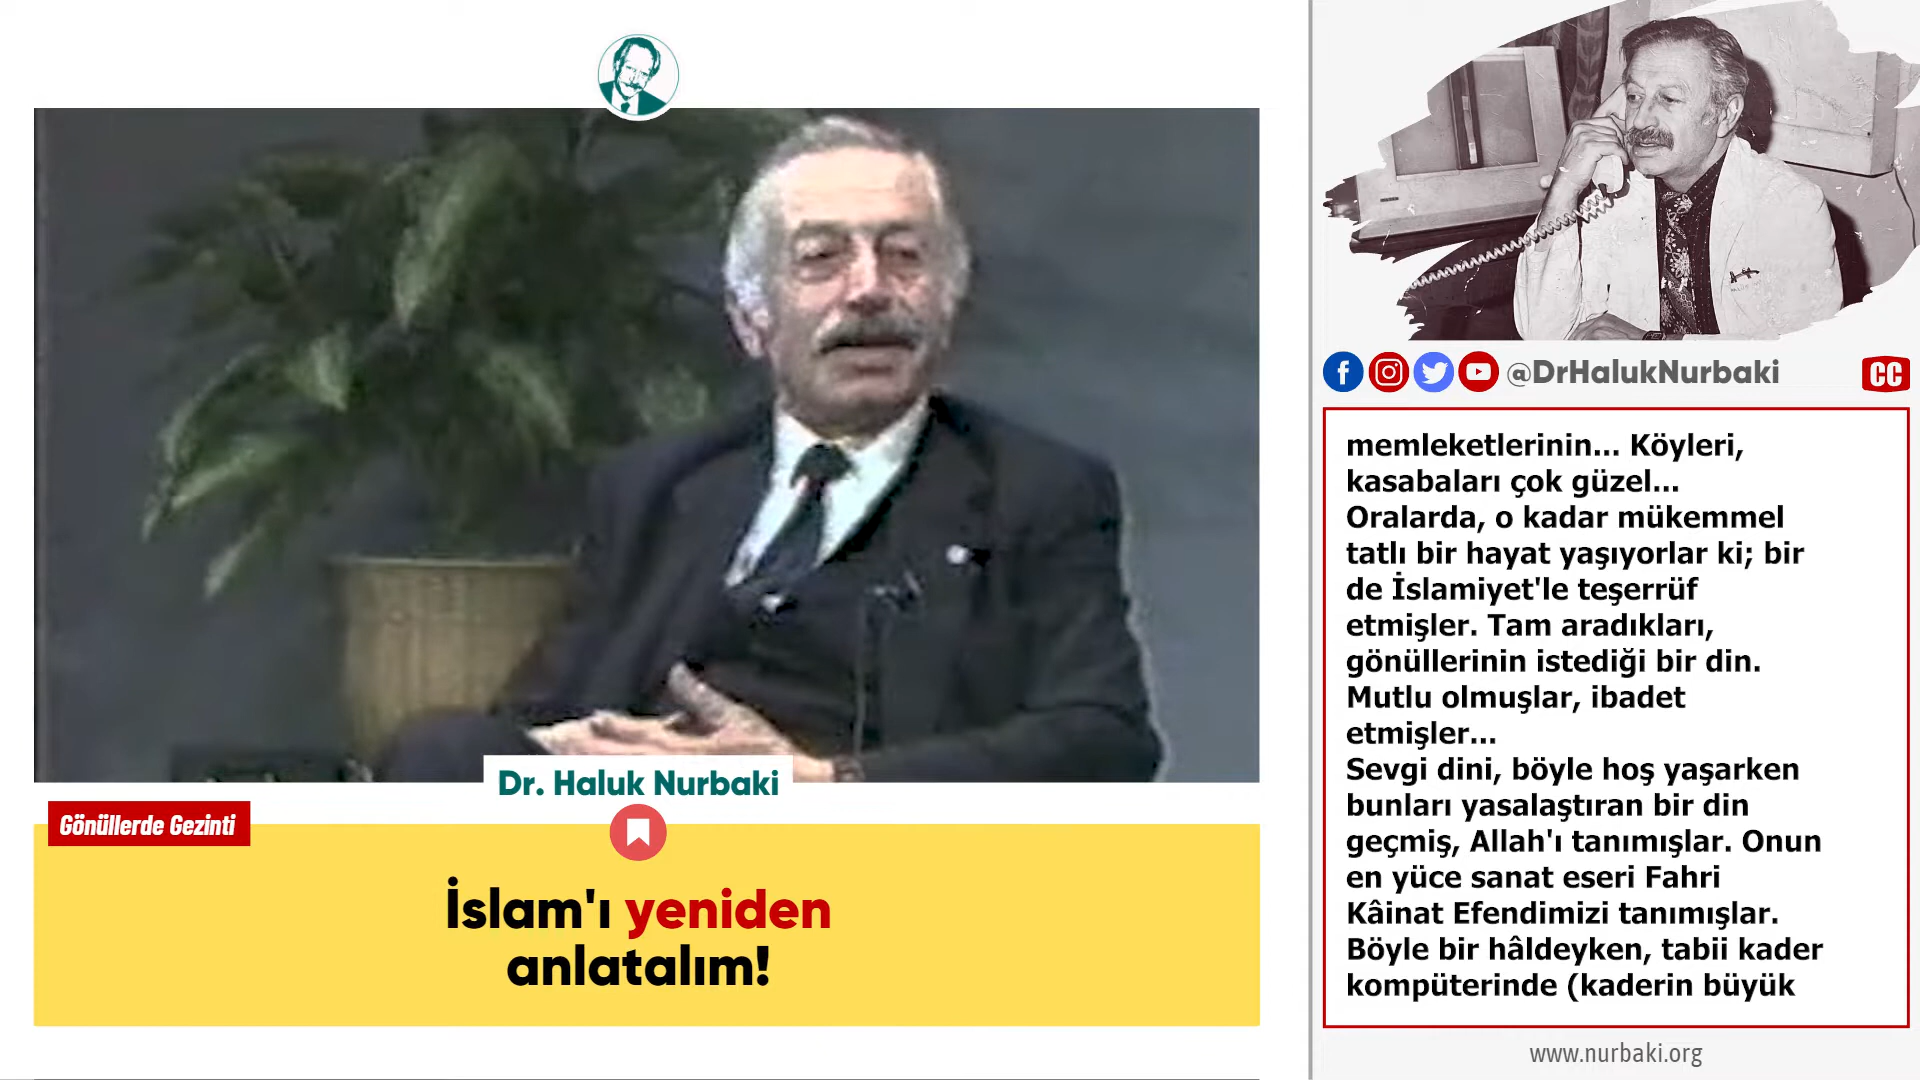 Dr. Haluk Nurbaki
Gönüllerde Gezinti
İslam'ı yeniden
anlatalım!
@DrHalukNurbaki
CC
memleketlerinin... Köyleri,
kasabaları çok güzel...
Oralarda, o kadar mükemmel
tatlı bir hayat yaşıyorlar ki; bir
de İslamiyet'le teşerrüf
etmişler. Tam aradıkları,
gönüllerinin istediği bir din.
Mutlu olmuşlar, ibadet
etmişler...
Sevgi dini, böyle hoş yaşarken
bunları yasalaştıran bir din
geçmiş, Allah'ı tanımışlar. Onun
en yüce sanat eseri Fahri
Kâinat Efendimizi tanımışlar.
Böyle bir hâldeyken, tabii kader
kompüterinde (kaderin büyük
www.nurbaki.org